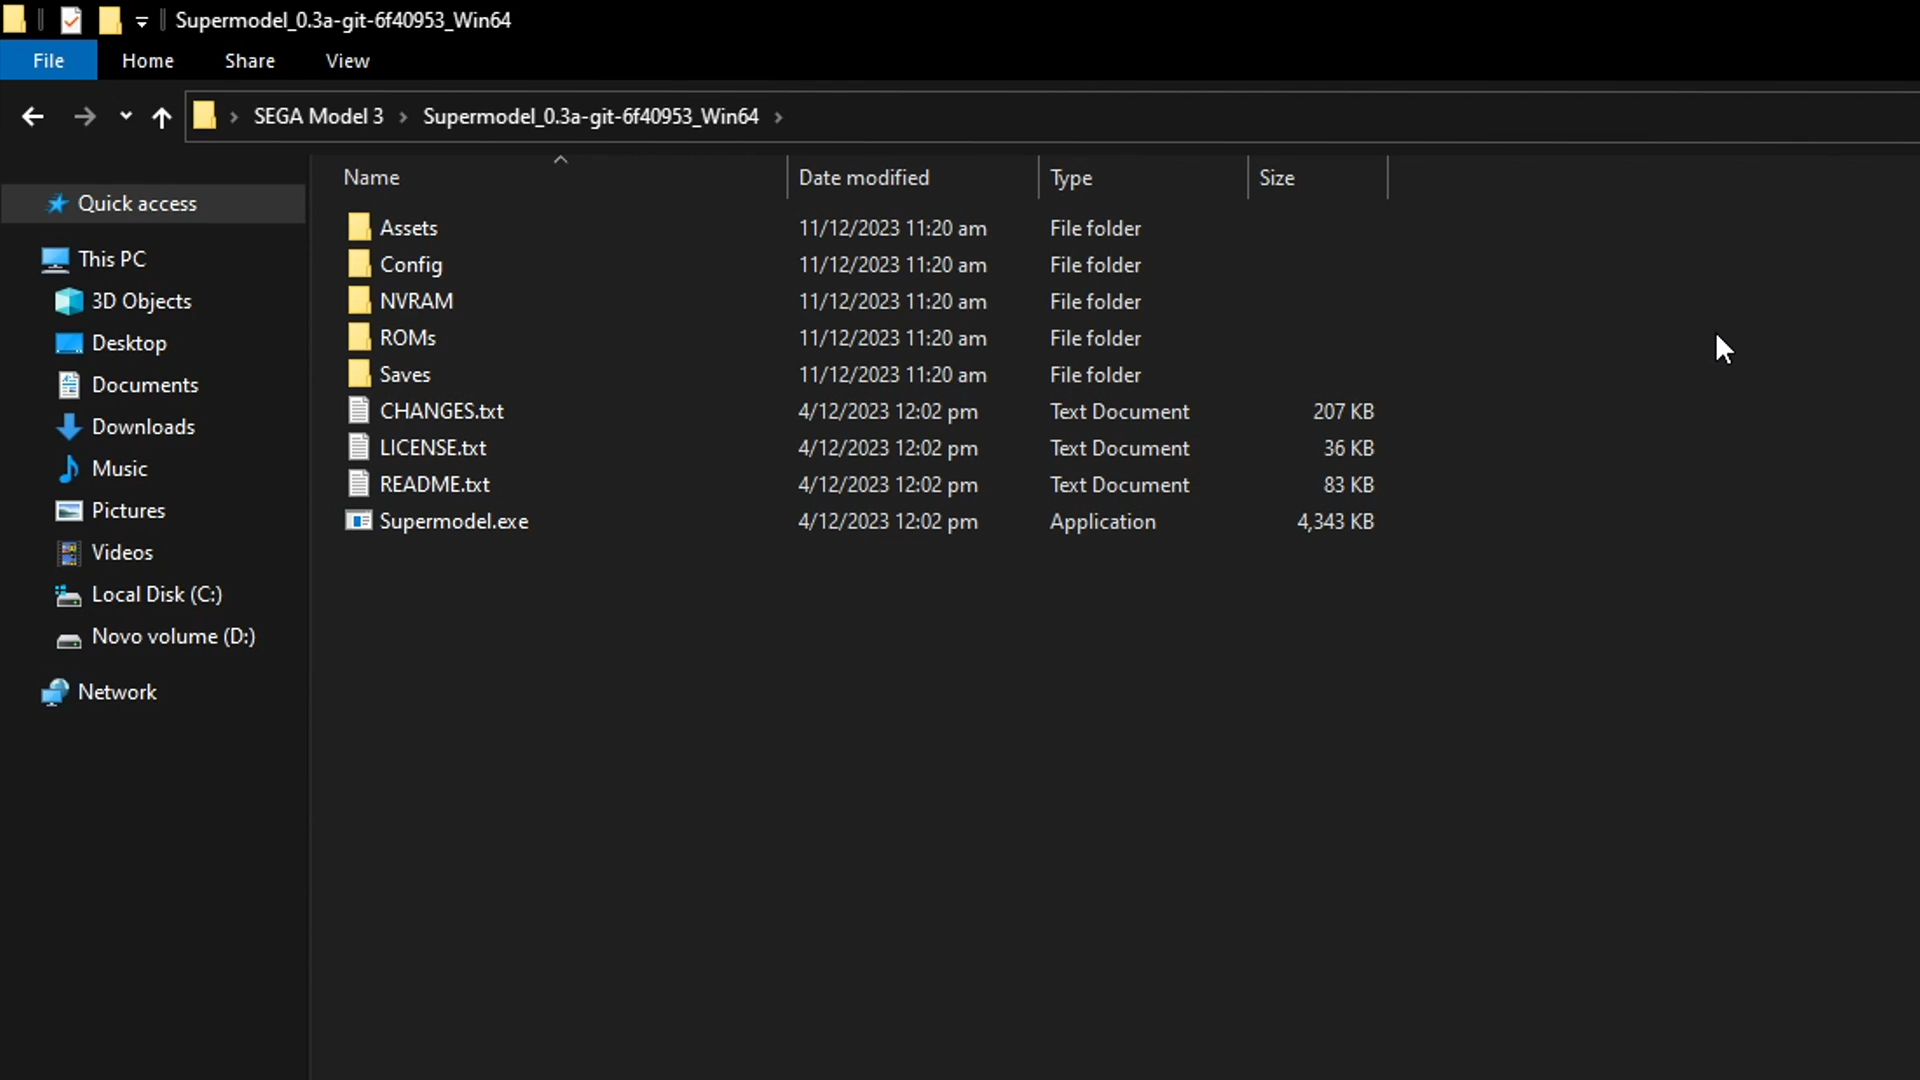 Supermodel_0.3a-git-6f40953_Win64
File Home Share View
SEGA Model 3 Supermodel_0.3a-git-6f40953_Win64
Name Date modified Type Size
Quick access
This PC
3D Objects
Desktop
Documents
Downloads
Music
Pictures
Videos
Local Disk (C:)
Novo volume (D:)
Network
Assets 11/12/2023 11:20 am File folder
Config 11/12/2023 11:20 am File folder
NVRAM 11/12/2023 11:20 am File folder
ROMs 11/12/2023 11:20 am File folder
Saves 11/12/2023 11:20 am File folder
CHANGES.txt 4/12/2023 12:02 pm Text Document 207 KB
LICENSE.txt 4/12/2023 12:02 pm Text Document 36 KB
README.txt 4/12/2023 12:02 pm Text Document 83 KB
Supermodel.exe 4/12/2023 12:02 pm Application 4,343 KB